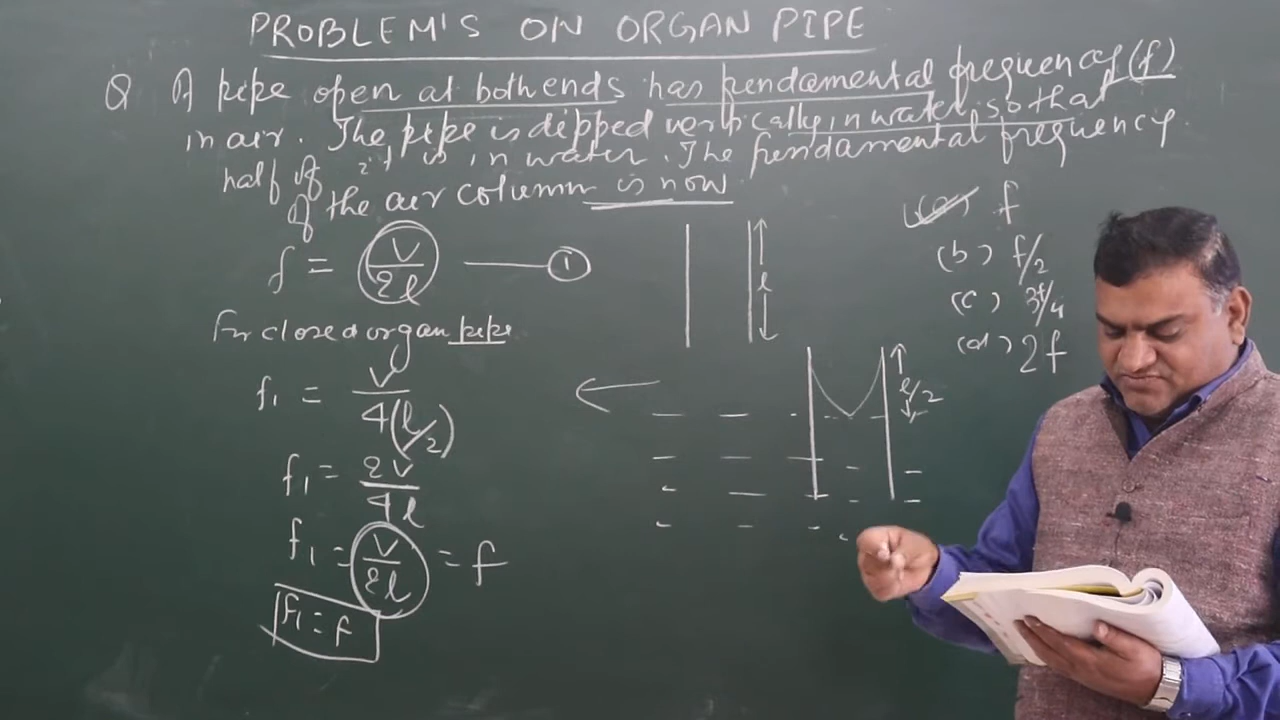 PROBLEM'S ON ORGAN PIPE
Q A pipe open at both ends has fundamental frequency (f)
in air. The pipe is dipped vertically in water, so that
half of it is in water. The fundamental frequency
of the air column is now
(a) f
(b) f/2
(c) 3f/4
(d) 2f
f = V/2l — 1
l
For closed organ pipe
f₁ = V/4(l/2)
l/2
f₁ = 2V/4l
f₁ = V/2l = f
f₁ = f